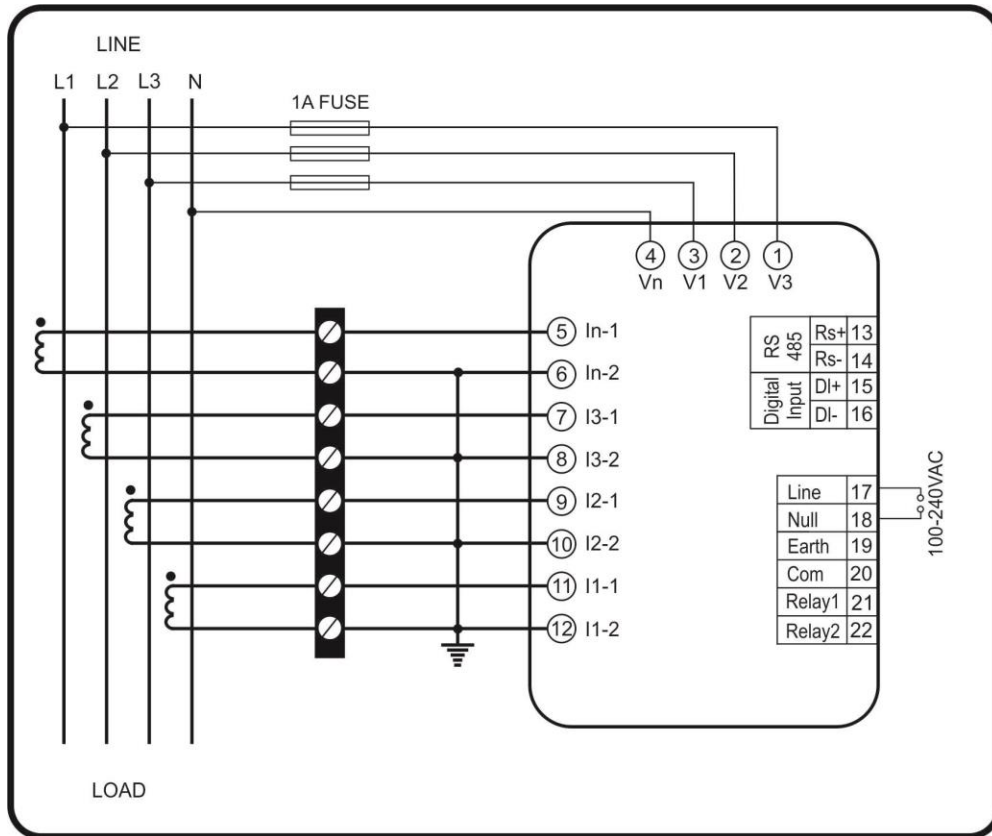 LINE
L1 L2 L3 N
1A FUSE
4 3 2 1
Vn V1 V2 V3
5 In-1
6 In-2
7 I3-1
8 I3-2
9 I2-1
10 I2-2
11 I1-1
12 I1-2
RS
485
Rs+ 13
Rs- 14
Digital
Input
DI+ 15
DI- 16
Line 17
Null 18
Earth 19
Com 20
Relay1 21
Relay2 22
100-240VAC
LOAD